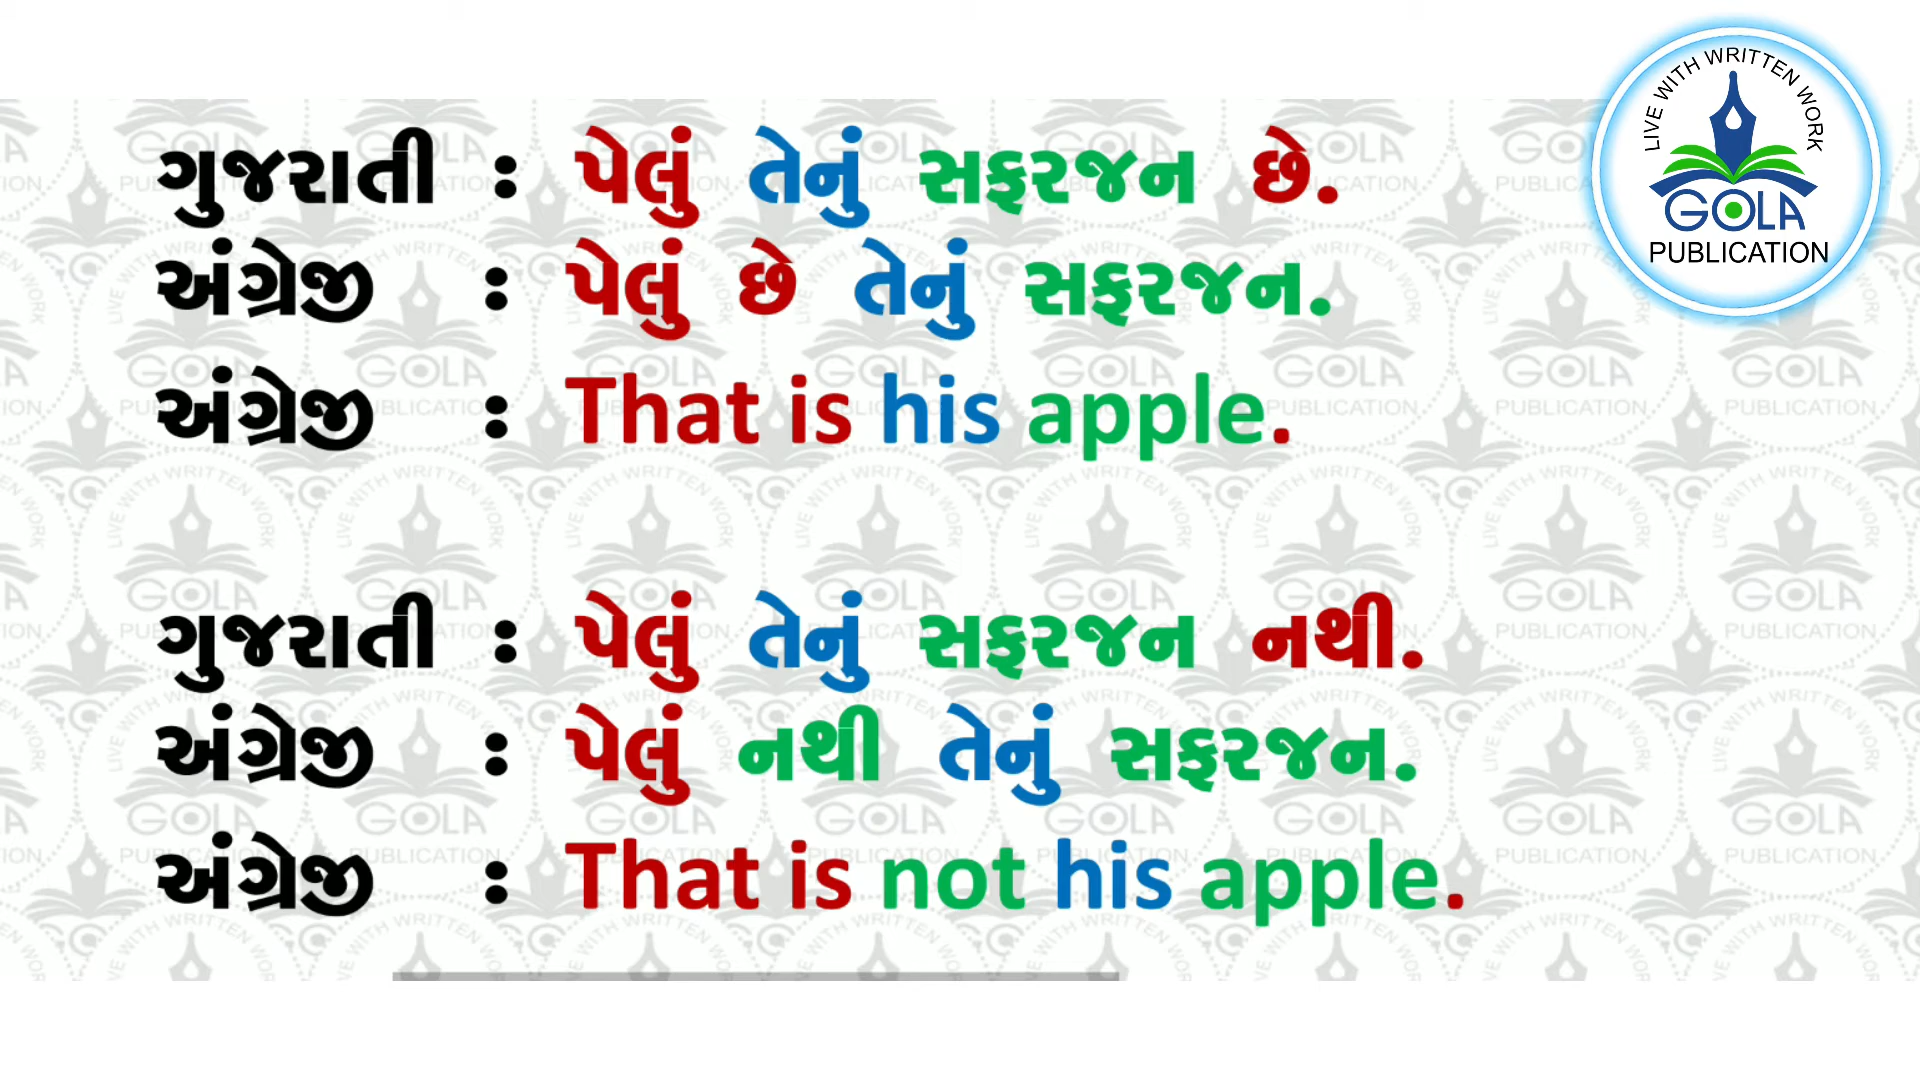 LIVE WITH WRITTEN WORK
GOLA
PUBLICATION
ગુજરાતી : પેલું તેનું સફરજન છે.
અંગ્રેજી : પેલું છે તેનું સફરજન.
અંગ્રેજી : That is his apple.
ગુજરાતી : પેલું તેનું સફરજન નથી.
અંગ્રેજી : પેલું નથી તેનું સફરજન.
અંગ્રેજી : That is not his apple.